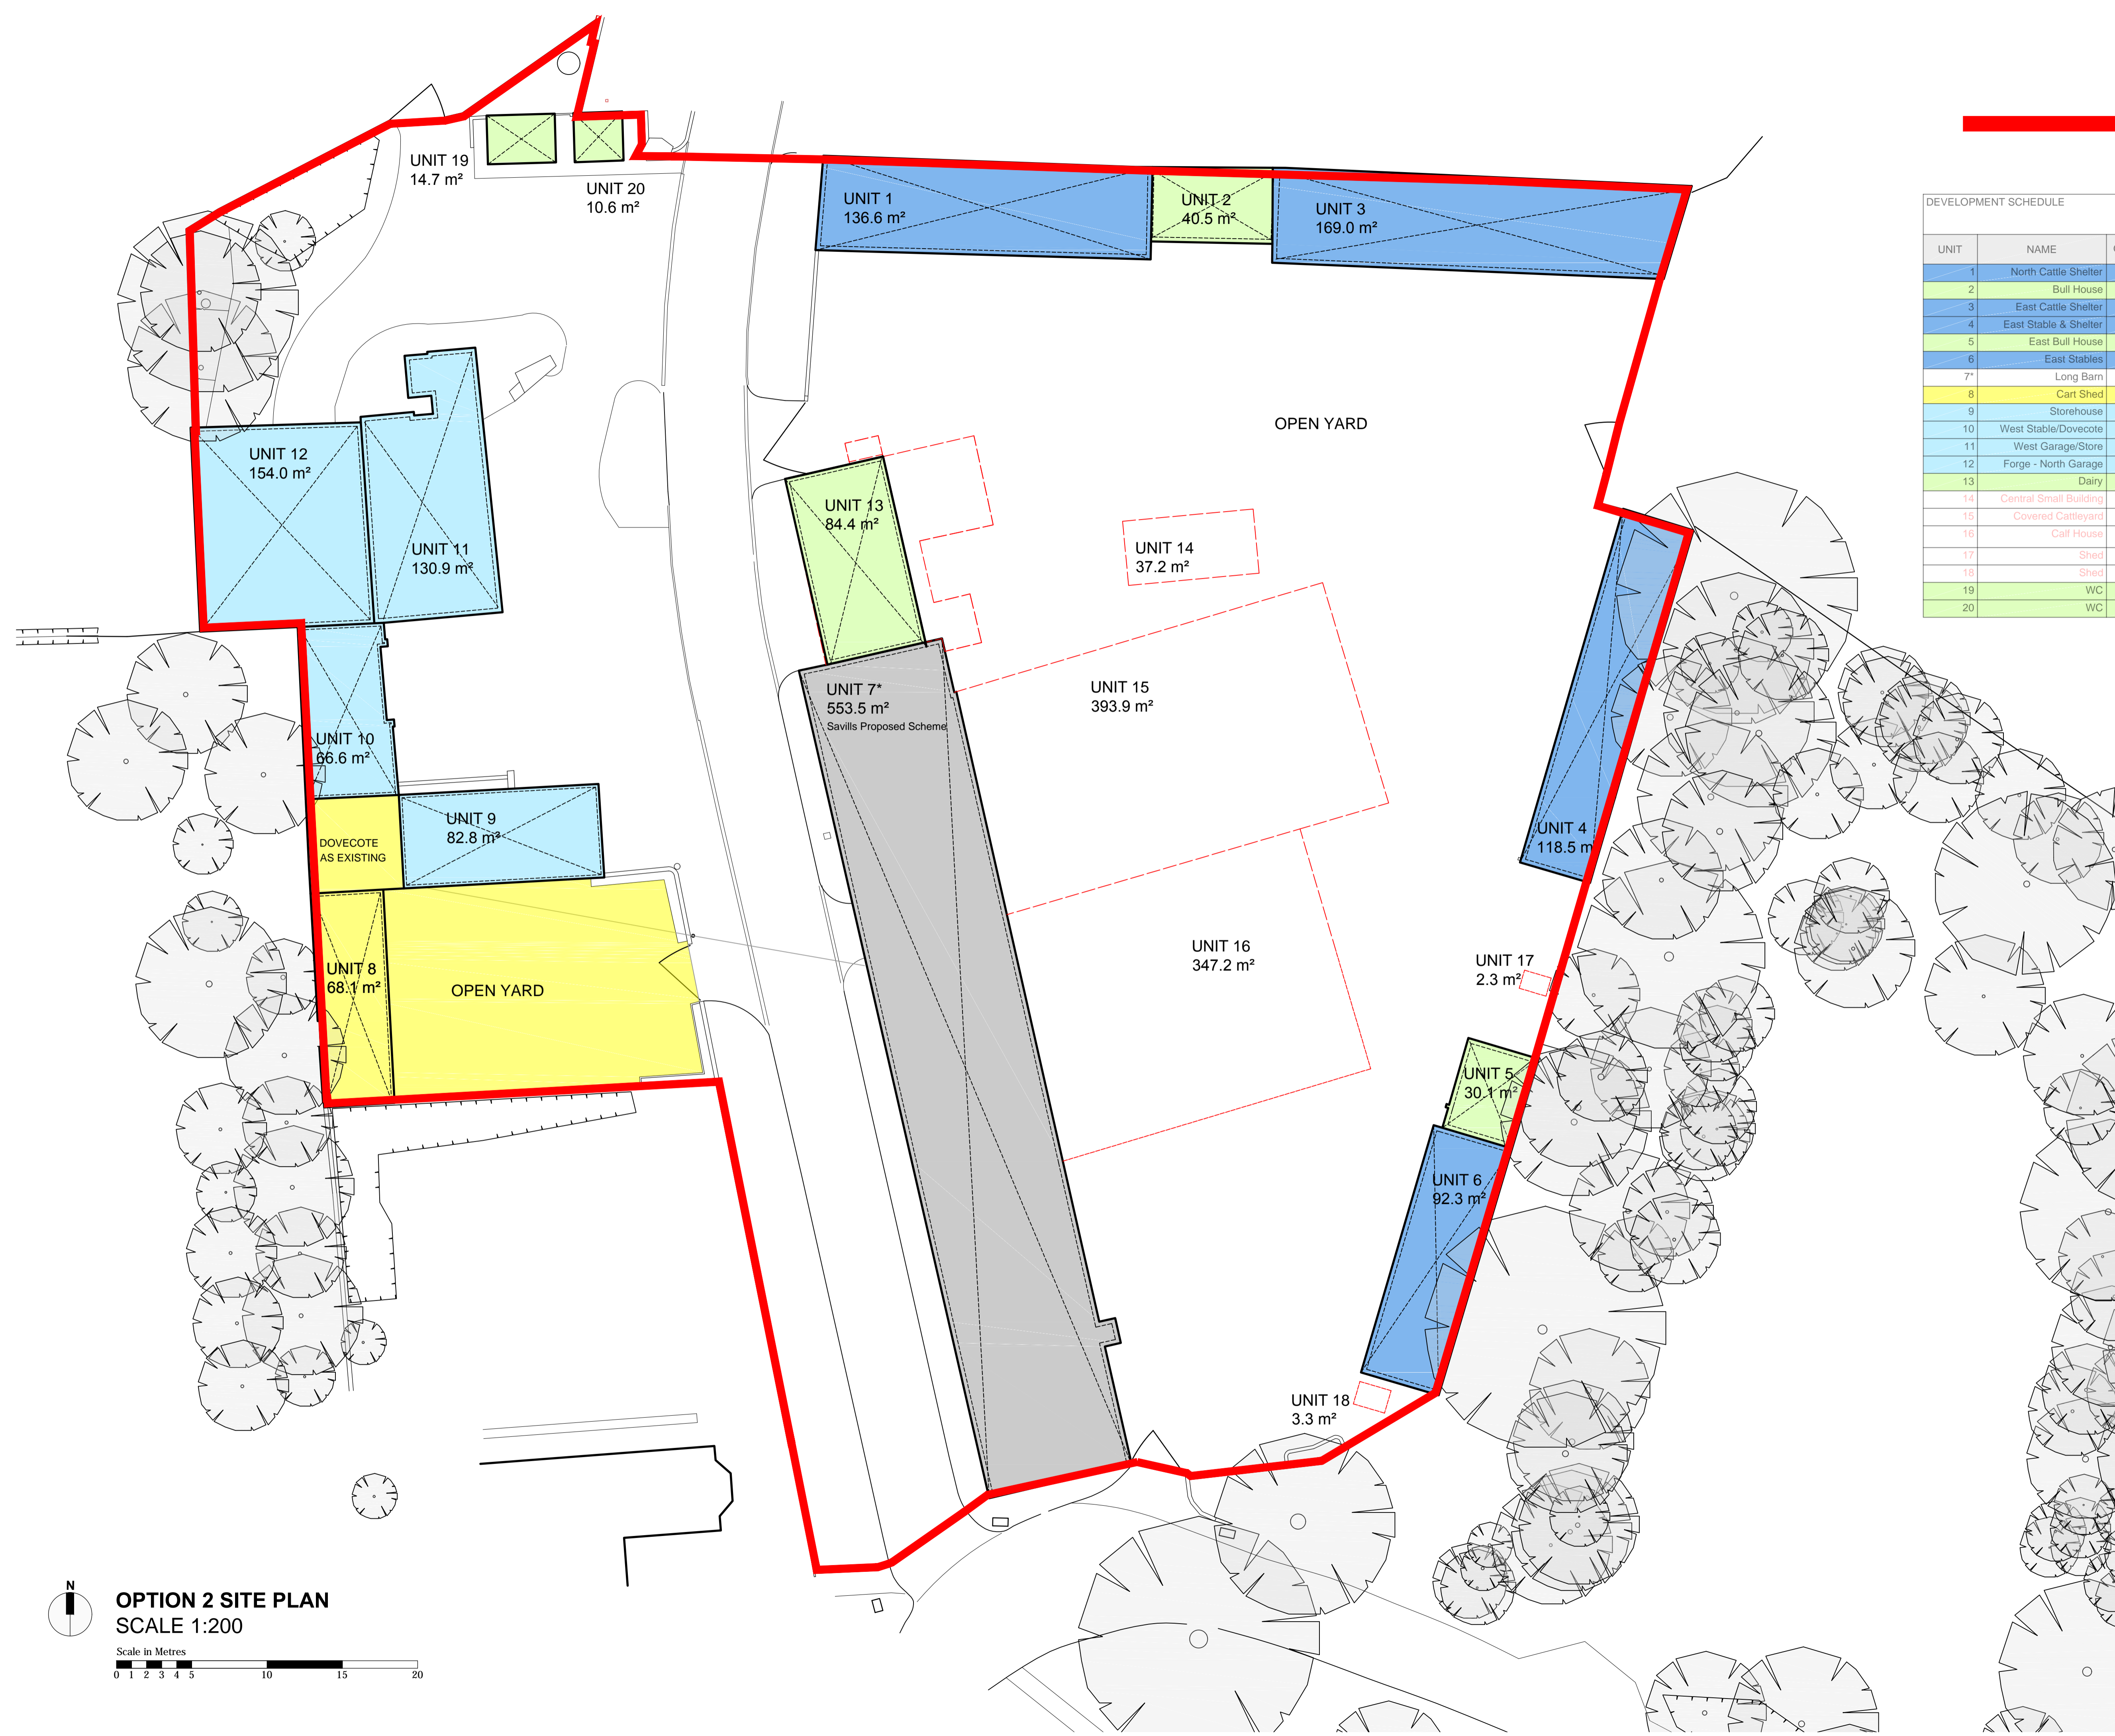 UNIT 19
14.7 m²
UNIT 20
10.6 m²
UNIT 1
136.6 m²
UNIT 2
40.5 m²
UNIT 3
169.0 m²
DEVELOPMENT SCHEDULE
UNIT NAME
1 North Cattle Shelter
2 Bull House
3 East Cattle Shelter
4 East Stable & Shelter
5 East Bull House
6 East Stables
7* Long Barn
8 Cart Shed
9 Storehouse
10 West Stable/Dovecote
11 West Garage/Store
12 Forge - North Garage
13 Dairy
14 Central Small Building
15 Covered Cattleyard
16 Calf House
17 Shed
18 Shed
19 WC
20 WC
OPEN YARD
UNIT 12
154.0 m²
UNIT 11
130.9 m²
UNIT 13
84.4 m²
UNIT 14
37.2 m²
UNIT 7*
553.5 m²
Savills Proposed Scheme
UNIT 15
393.9 m²
UNIT 10
66.6 m²
UNIT 9
82.8 m²
DOVECOTE
AS EXISTING
UNIT 4
118.5 m
UNIT 8
68.1 m²
OPEN YARD
UNIT 16
347.2 m²
UNIT 17
2.3 m²
UNIT 5
30.1 m²
UNIT 6
92.3 m²
UNIT 18
3.3 m²
N
OPTION 2 SITE PLAN
SCALE 1:200
Scale in Metres
0 1 2 3 4 5 10 15 20